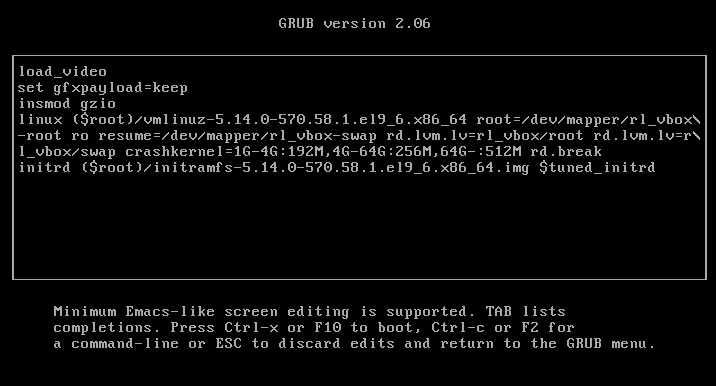 GRUB version 2.06
load_video
set gfxpayload=keep
insmod gzio
linux ($root)/vmlinuz-5.14.0-570.58.1.el9_6.x86_64 root=/dev/mapper/rl_vbox\
-root ro resume=/dev/mapper/rl_vbox-swap rd.lvm.lv=rl_vbox/root rd.lvm.lv=r\
l_vbox/swap crashkernel=1G-4G:192M,4G-64G:256M,64G-:512M rd.break
initrd ($root)/initramfs-5.14.0-570.58.1.el9_6.x86_64.img $tuned_initrd
Minimum Emacs-like screen editing is supported. TAB lists
completions. Press Ctrl-x or F10 to boot, Ctrl-c or F2 for
a command-line or ESC to discard edits and return to the GRUB menu.